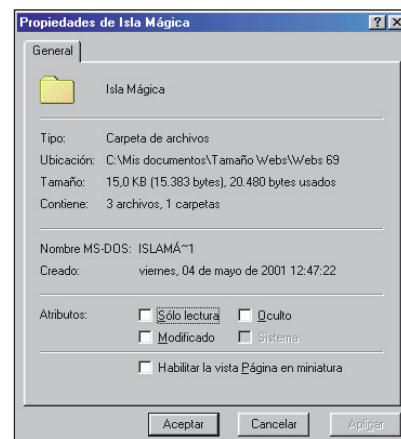 Propiedades de Isla Mágica
General
Isla Mágica
Tipo: Carpeta de archivos
Ubicación: C:\Mis documentos\Tamaño Webs\Webs 69
Tamaño: 15,0 KB (15.383 bytes), 20.480 bytes usados
Contiene: 3 archivos, 1 carpetas
Nombre MS-DOS: ISLAMÁ~1
Creado: viernes, 04 de mayo de 2001 12:47:22
Atributos: Sólo lectura Oculto
Modificado Sistema
Habilitar la vista Página en miniatura
Aceptar Cancelar Aplicar